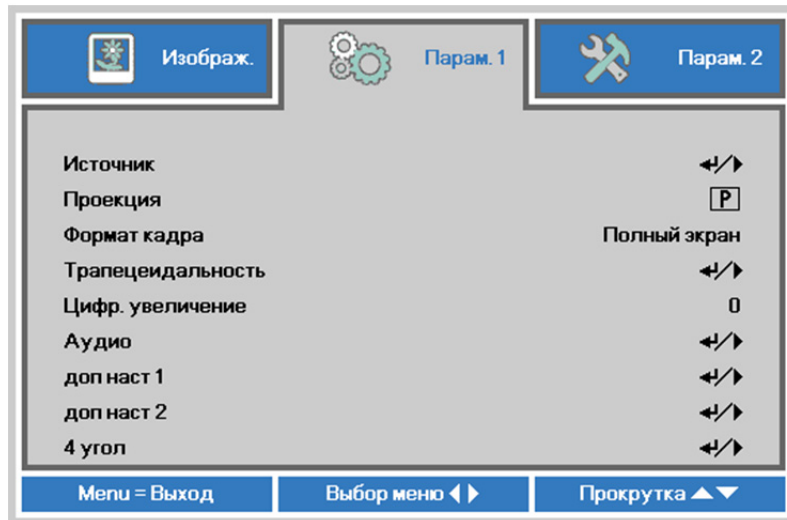 Изображ. Парам. 1 Парам. 2
Источник ↵/▶
Проекция P
Формат кадра Полный экран
Трапецеидальность ↵/▶
Цифр. увеличение 0
Аудио ↵/▶
доп наст 1 ↵/▶
доп наст 2 ↵/▶
4 угол ↵/▶
Menu = Выход Выбор меню ◀ ▶ Прокрутка ▲▼